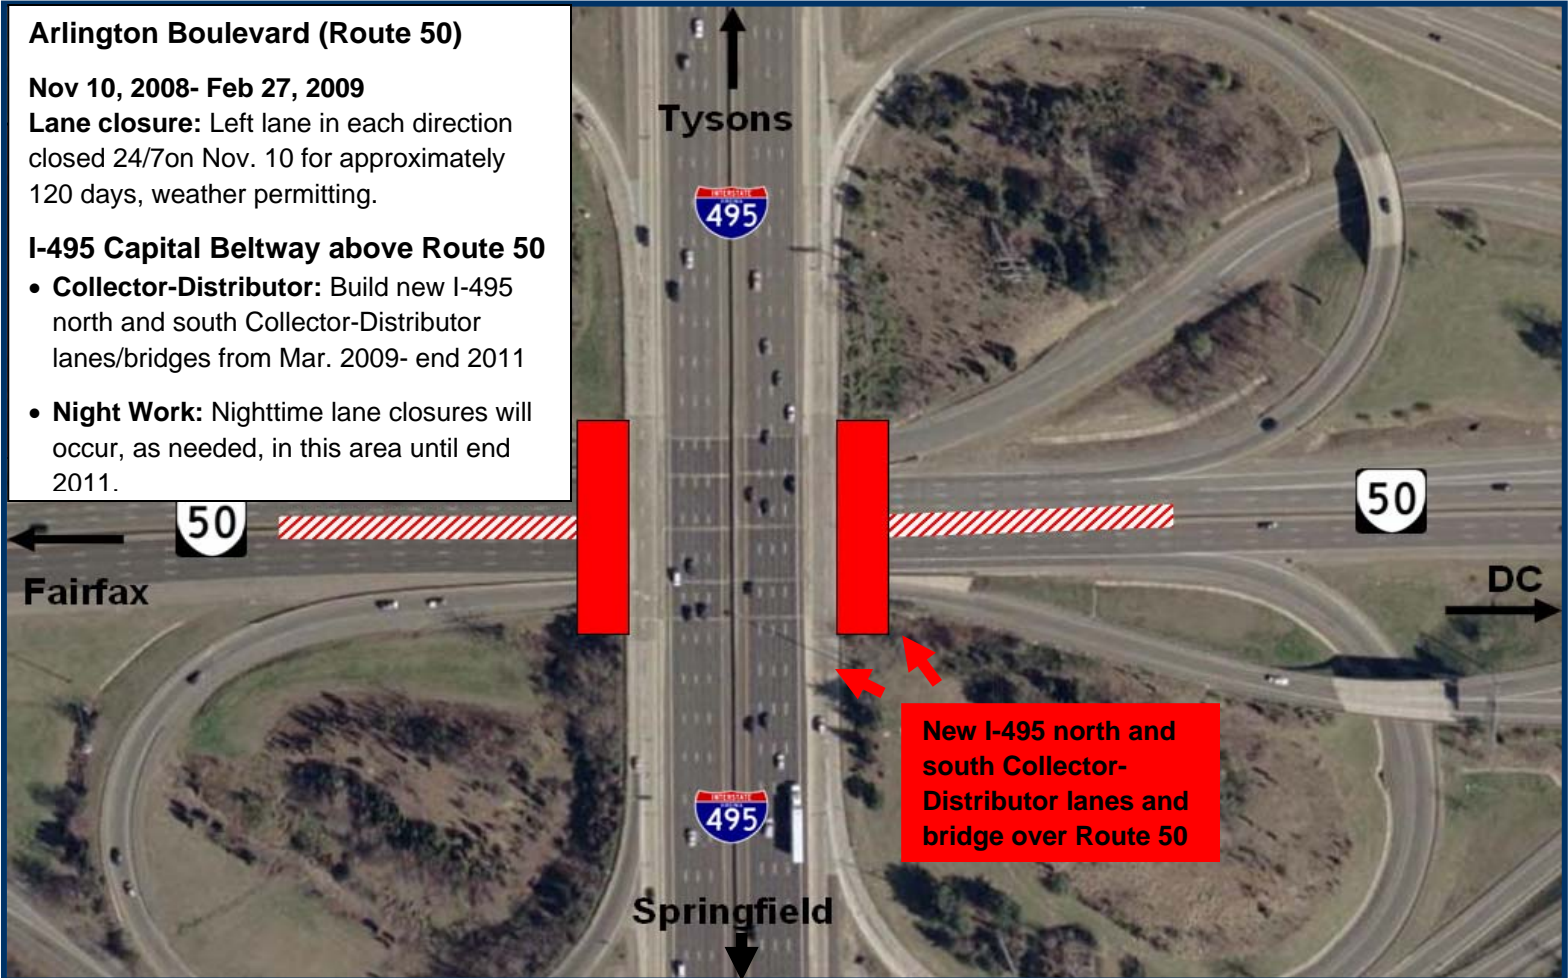 Arlington Boulevard (Route 50)
Nov 10, 2008- Feb 27, 2009
Lane closure: Left lane in each direction
closed 24/7on Nov. 10 for approximately
120 days, weather permitting.
I-495 Capital Beltway above Route 50
• Collector-Distributor: Build new I-495
north and south Collector-Distributor
lanes/bridges from Mar. 2009- end 2011
• Night Work: Nighttime lane closures will
occur, as needed, in this area until end
2011.
Tysons
INTERSTATE
VIRGINIA
495
50
50
Fairfax
DC
New I-495 north and
south Collector-
Distributor lanes and
bridge over Route 50
INTERSTATE
VIRGINIA
495
Springfield